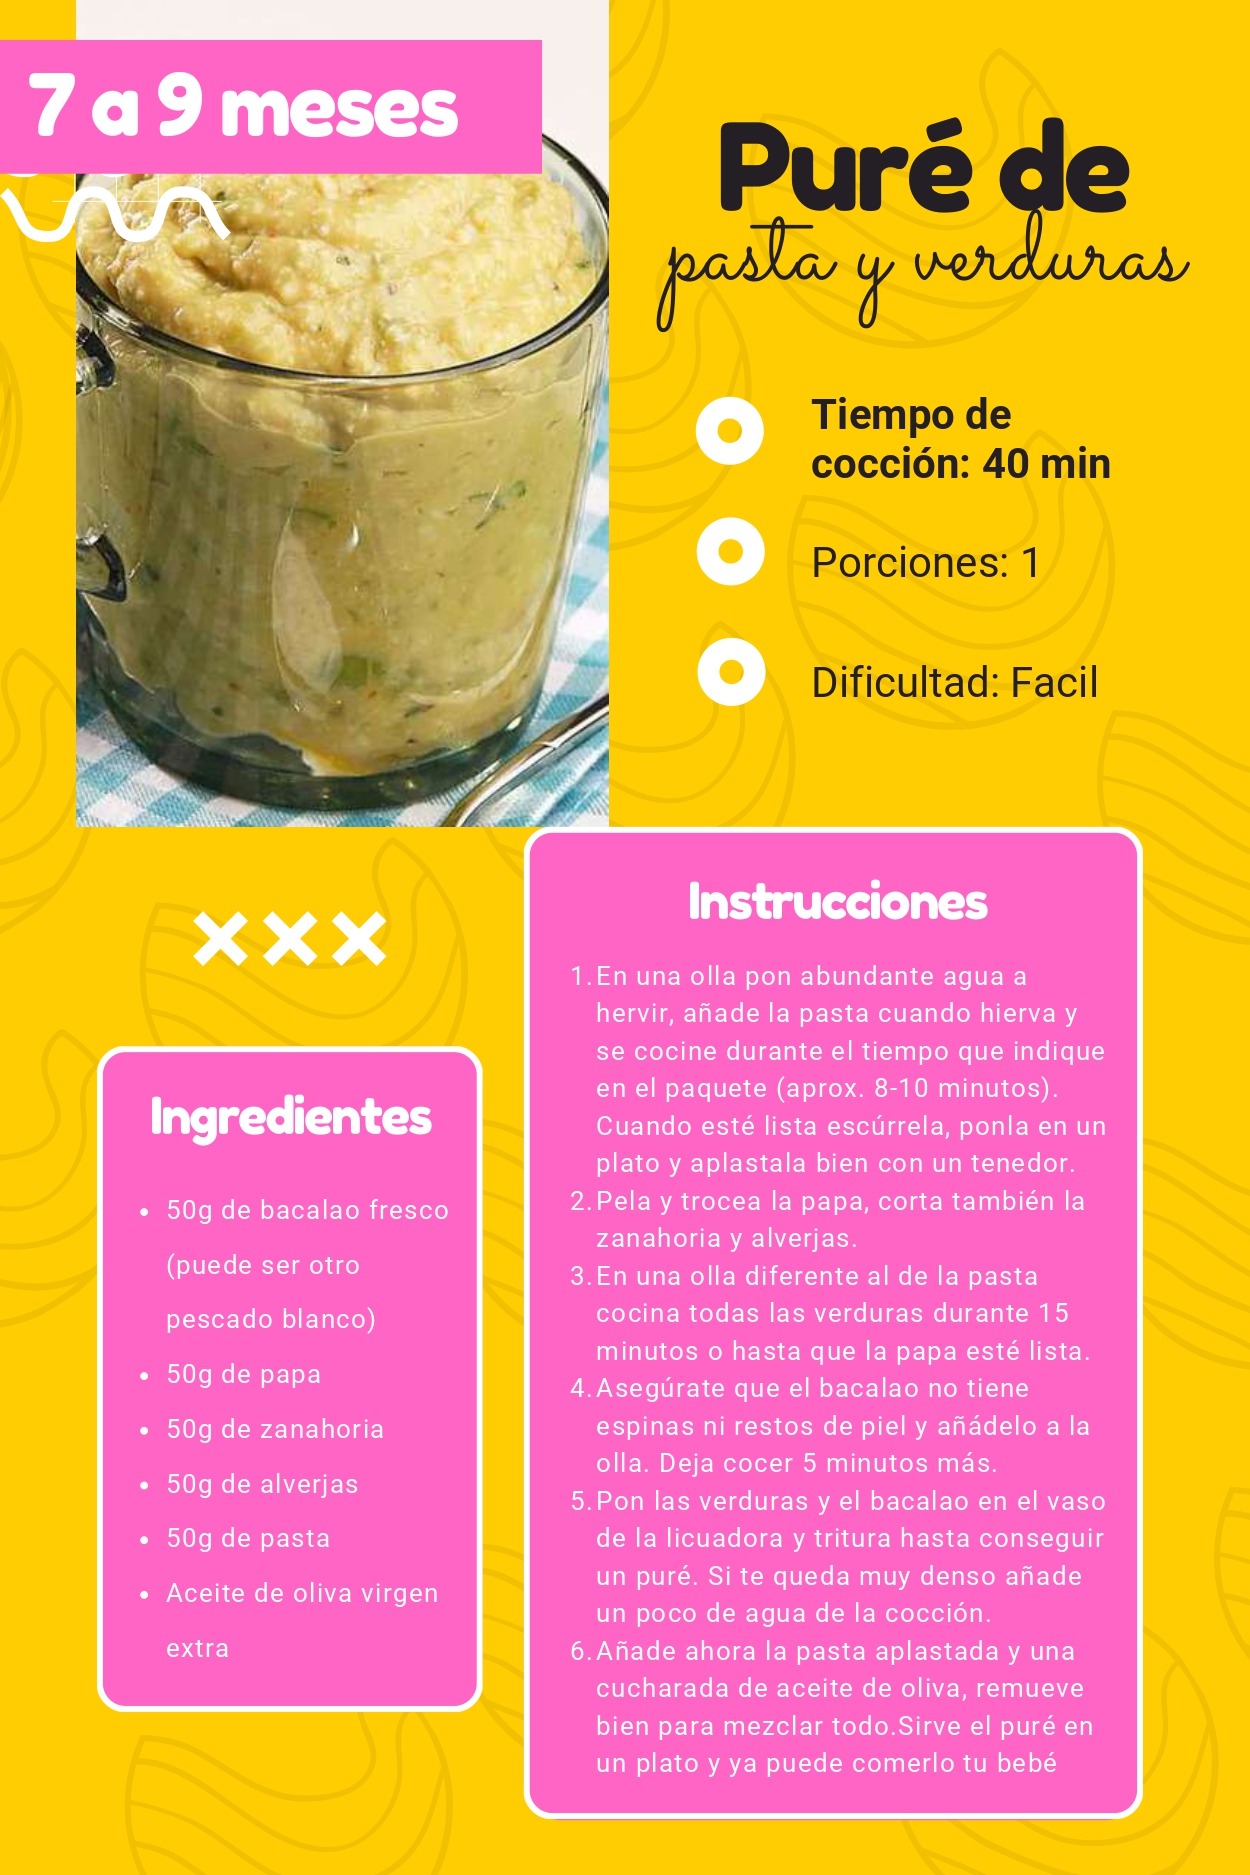 7 a 9 meses
Puré de
pasta y verduras
Tiempo de
cocción: 40 min
Porciones: 1
Dificultad: Facil
Ingredientes
• 50g de bacalao fresco
(puede ser otro
pescado blanco)
• 50g de papa
• 50g de zanahoria
• 50g de alverjas
• 50g de pasta
• Aceite de oliva virgen
extra
Instrucciones
1. En una olla pon abundante agua a
hervir, añade la pasta cuando hierva y
se cocine durante el tiempo que indique
en el paquete (aprox. 8-10 minutos).
Cuando esté lista escúrrela, ponla en un
plato y aplastala bien con un tenedor.
2. Pela y trocea la papa, corta también la
zanahoria y alverjas.
3. En una olla diferente al de la pasta
cocina todas las verduras durante 15
minutos o hasta que la papa esté lista.
4. Asegúrate que el bacalao no tiene
espinas ni restos de piel y añádelo a la
olla. Deja cocer 5 minutos más.
5. Pon las verduras y el bacalao en el vaso
de la licuadora y tritura hasta conseguir
un puré. Si te queda muy denso añade
un poco de agua de la cocción.
6. Añade ahora la pasta aplastada y una
cucharada de aceite de oliva, remueve
bien para mezclar todo.Sirve el puré en
un plato y ya puede comerlo tu bebé